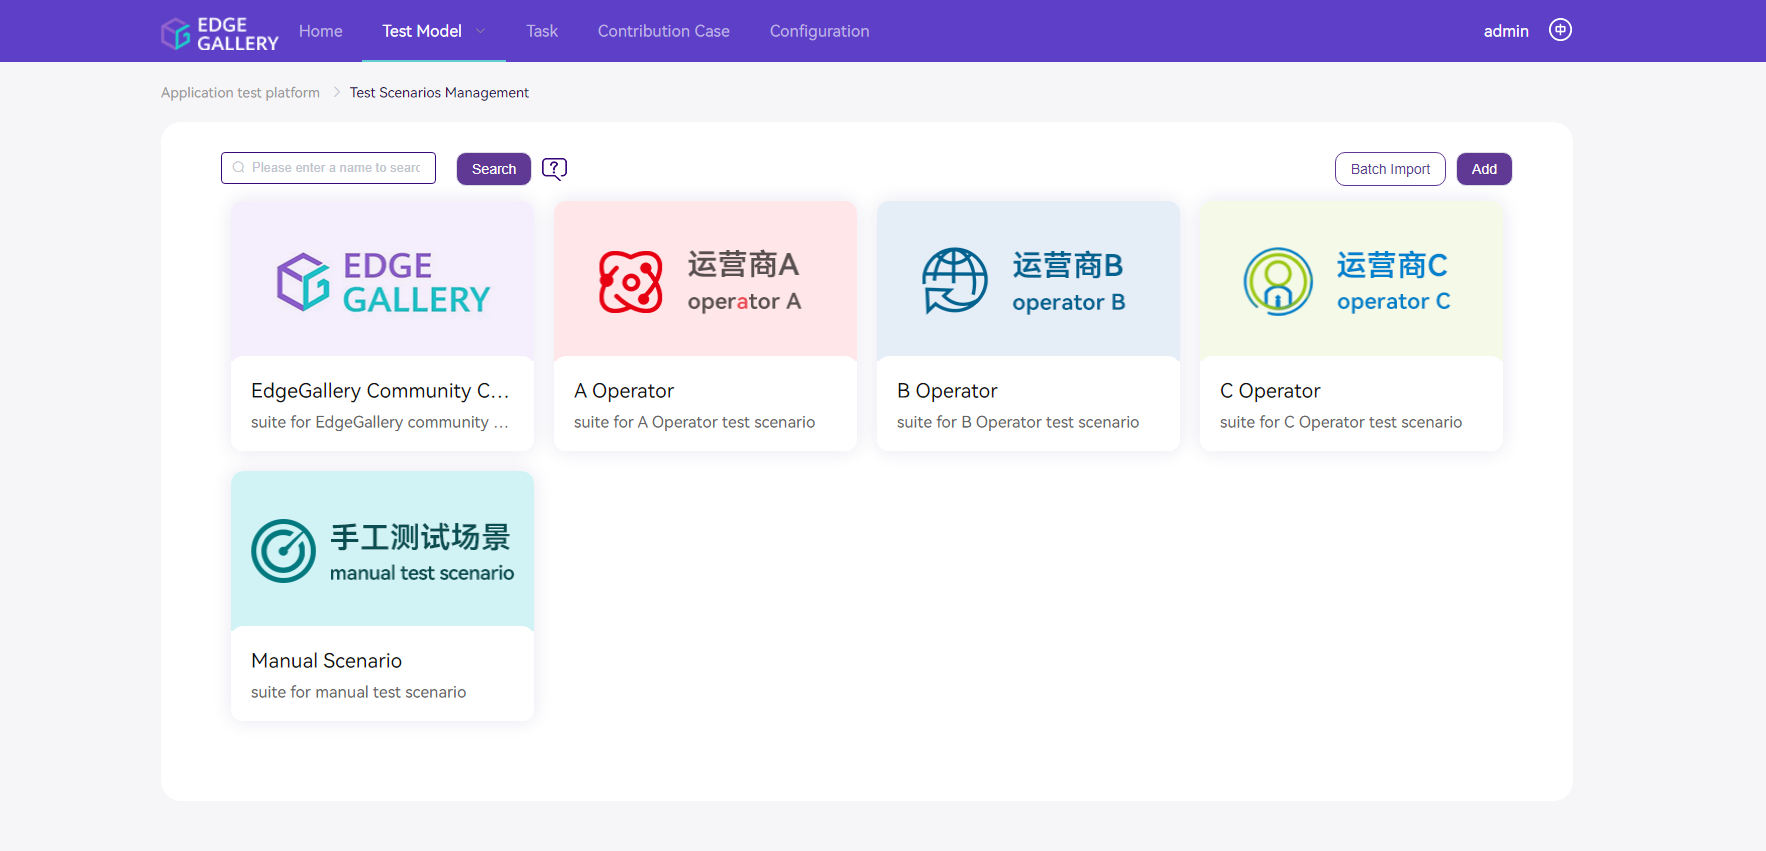 EDGE
GALLERY
Home
Test Model
Task
Contribution Case
Configuration
admin
中
Application test platform
Test Scenarios Management
Please enter a name to searc
Search
?
Batch Import
Add
EDGE
GALLERY
运营商A
operator A
运营商B
operator B
运营商C
operator C
EdgeGallery Community C...
suite for EdgeGallery community ...
A Operator
suite for A Operator test scenario
B Operator
suite for B Operator test scenario
C Operator
suite for C Operator test scenario
手工测试场景
manual test scenario
Manual Scenario
suite for manual test scenario